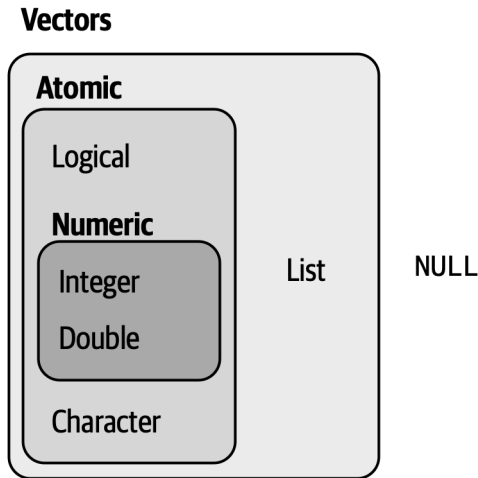 Vectors
Atomic
Logical
Numeric
Integer
Double
Character
List
NULL